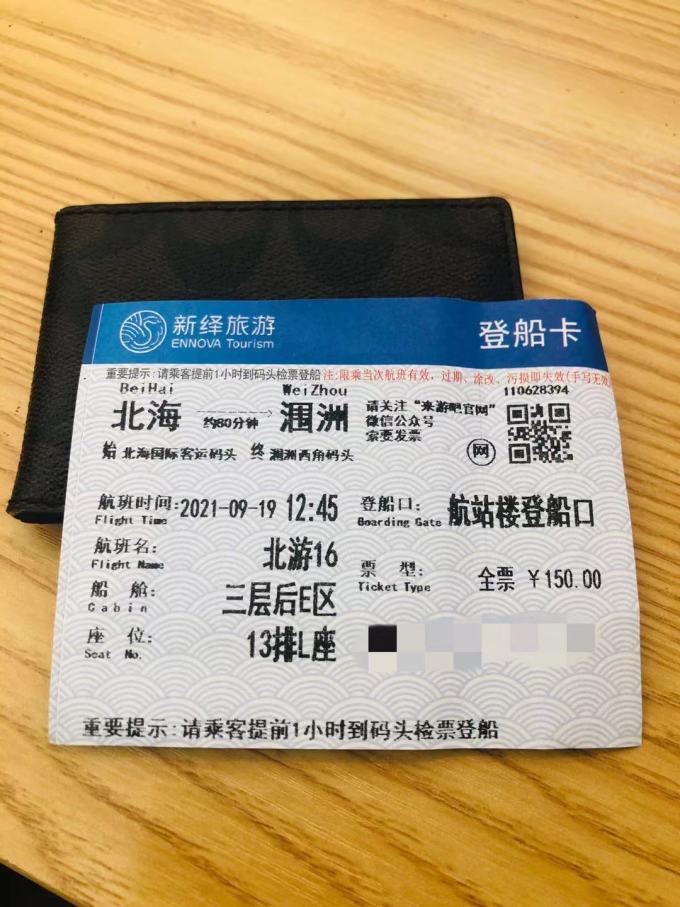 新绎旅游
ENNOVA Tourism
登船卡
重要提示:请乘客提前1小时到码头检票登船 注:限乘当次航班有效，过期、涂改、污损即失效(手写无效
BeiHai WeiZhou 110628394
北海 约80分钟 涠洲
请关注“来游吧官网”
微信公众号
索要发票
网
始 北海国际客运码头 终 涠洲西角码头
航班时间: 2021-09-19 12:45 登船口: 航站楼登船口
Flight Time Boarding Gate
航班名: 北游16
Flight Name
票 型: 全票 ￥150.00
Ticket Type
船 舱: 三层后E区
Cabin
座 位: 13排L座
Seat No.
重要提示:请乘客提前1小时到码头检票登船